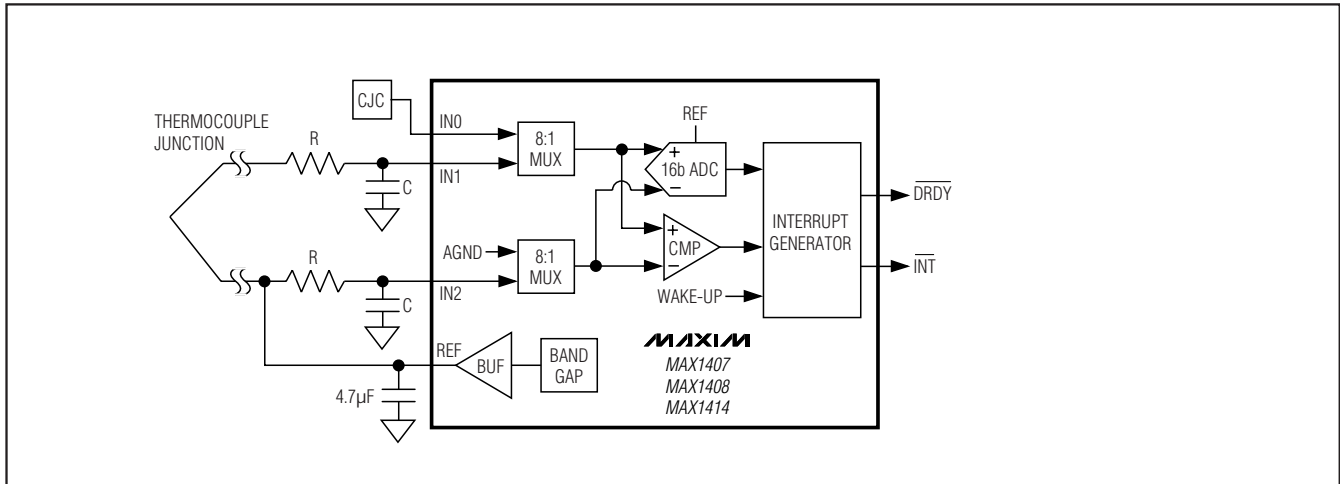 THERMOCOUPLE
JUNCTION
R
C
CJC
IN0
IN1
8:1
MUX
REF
+
16b ADC
−
INTERRUPT
GENERATOR
DRDY
INT
R
C
AGND
IN2
8:1
MUX
+
CMP
−
WAKE-UP
REF
BUF
BAND
GAP
4.7µF
MAXIM
MAX1407
MAX1408
MAX1414